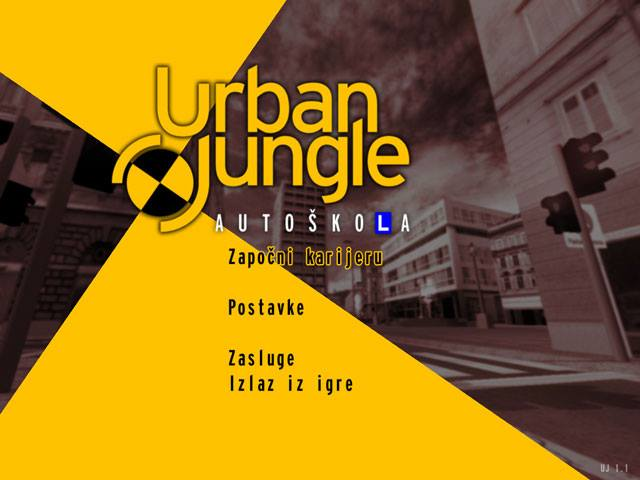 Urban
Jungle
AUTOŠKOLA
Započni karijeru
Postavke
Zasluge
Izlaz iz igre
UJ 1.1